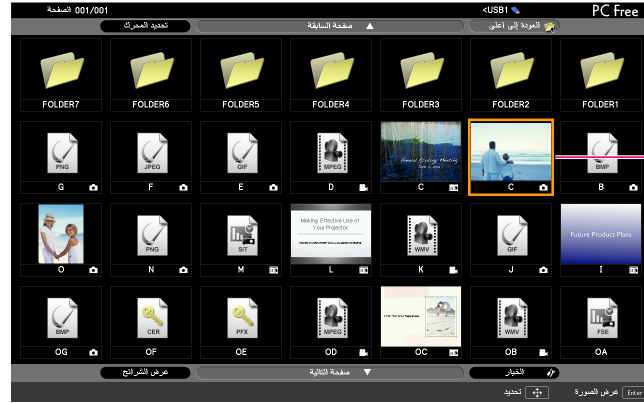 PC Free
<USB1
001/001 الصفحة
العودة إلى أعلى
صفحة السابقة
تحديد المحرك
FOLDER1
FOLDER2
FOLDER3
FOLDER4
FOLDER5
FOLDER6
FOLDER7
BMP
Annual Strategy Meeting
MPEG
GIF
JPEG
PNG
B
C
C
D
E
F
G
Future Product Plans
GIF
WMV
Making Effective Use of
Your Projector
SIT
PNG
I
J
K
L
M
N
O
FSE
WMV
MPEG
PFX
CER
BMP
OA
OB
OC
OD
OE
OF
OG
الخيار
صفحة التالية
عرض الشرائح
Enter عرض الصورة
تحديد